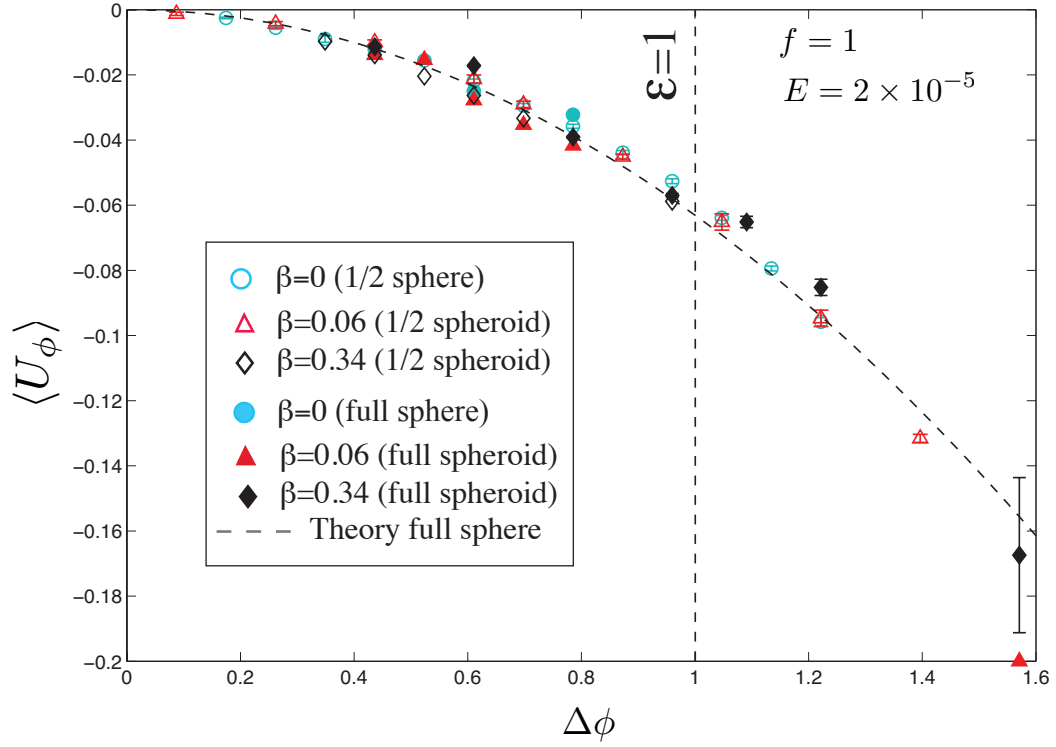 0
−0.02
−0.04
−0.06
−0.08
−0.1
−0.12
−0.14
−0.16
−0.18
−0.2
⟨U_ϕ⟩
ε=1
f = 1
E = 2 × 10⁻⁵
β=0 (1/2 sphere)
β=0.06 (1/2 spheroid)
β=0.34 (1/2 spheroid)
β=0 (full sphere)
β=0.06 (full spheroid)
β=0.34 (full spheroid)
Theory full sphere
0 0.2 0.4 0.6 0.8 1 1.2 1.4 1.6
Δϕ